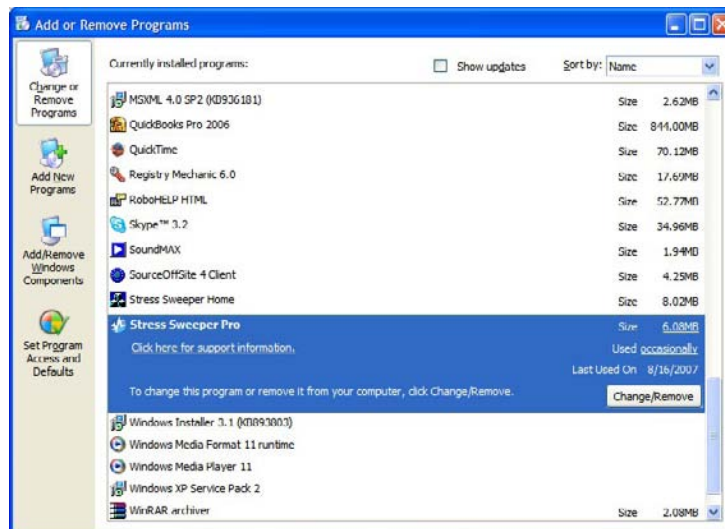 Add or Remove Programs
Change or
Remove
Programs
Add New
Programs
Add/Remove
Windows
Components
Set Program
Access and
Defaults
Currently installed programs:
Show updates
Sort by: Name
MSXML 4.0 SP2 (KB936181) Size 2.62MB
QuickBooks Pro 2006 Size 844.00MB
QuickTime Size 70.12MB
Registry Mechanic 6.0 Size 17.69MB
RoboHELP HTML Size 52.77MB
Skype™ 3.2 Size 34.96MB
SoundMAX Size 1.94MB
SourceOffSite 4 Client Size 4.25MB
Stress Sweeper Home Size 8.02MB
Stress Sweeper Pro Size 6.08MB
Click here for support information. Used occasionally
Last Used On 8/16/2007
To change this program or remove it from your computer, click Change/Remove. Change/Remove
Windows Installer 3.1 (KB893803)
Windows Media Format 11 runtime
Windows Media Player 11
Windows XP Service Pack 2
WinRAR archiver Size 2.08MB